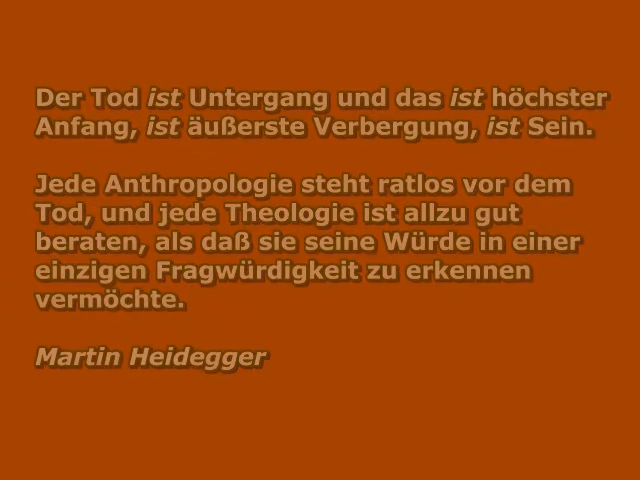 Der Tod ist Untergang und das ist höchster
Anfang, ist äußerste Verbergung, ist Sein.
Jede Anthropologie steht ratlos vor dem
Tod, und jede Theologie ist allzu gut
beraten, als daß sie seine Würde in einer
einzigen Fragwürdigkeit zu erkennen
vermöchte.
Martin Heidegger